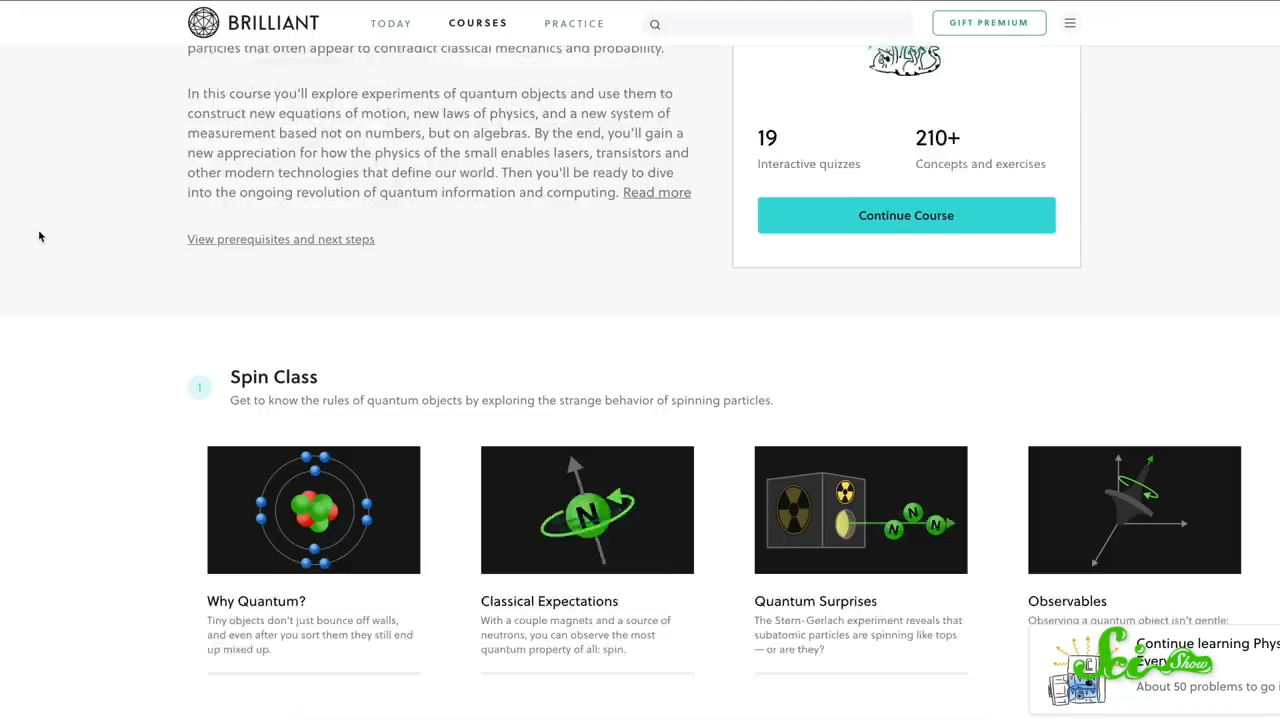 BRILLIANT
TODAY
COURSES
PRACTICE
GIFT PREMIUM
particles that often appear to contradict classical mechanics and probability.
In this course you'll explore experiments of quantum objects and use them to
construct new equations of motion, new laws of physics, and a new system of
measurement based not on numbers, but on algebras. By the end, you'll gain a
new appreciation for how the physics of the small enables lasers, transistors and
other modern technologies that define our world. Then you'll be ready to dive
into the ongoing revolution of quantum information and computing. Read more
View prerequisites and next steps
19
Interactive quizzes
210+
Concepts and exercises
Continue Course
1
Spin Class
Get to know the rules of quantum objects by exploring the strange behavior of spinning particles.
N
N
N
N
Why Quantum?
Tiny objects don't just bounce off walls,
and even after you sort them they still end
up mixed up.
Classical Expectations
With a couple magnets and a source of
neutrons, you can observe the most
quantum property of all: spin.
Quantum Surprises
The Stern-Gerlach experiment reveals that
subatomic particles are spinning like tops
— or are they?
Observables
Observing a quantum object isn't gentle:
Continue learning Phys
Every
About 50 problems to go
Sci Show